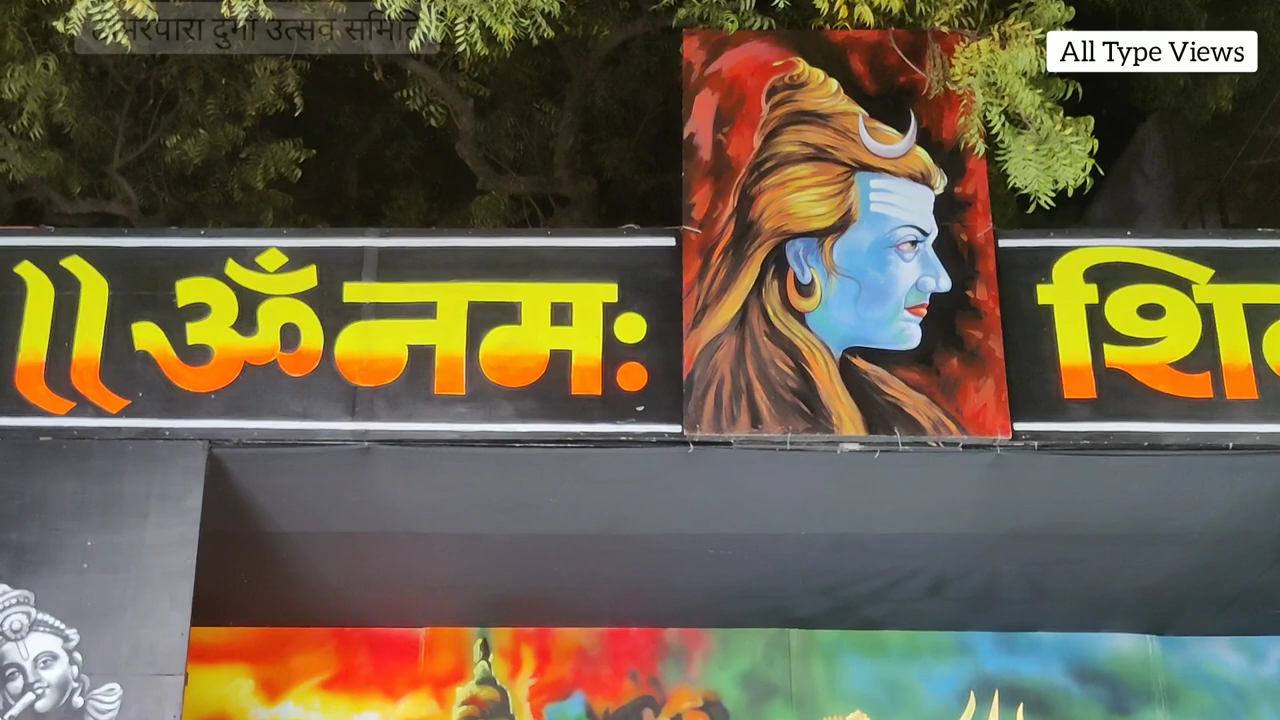 दुर्गा उत्सव समिति
All Type Views
॥ ॐ नमः